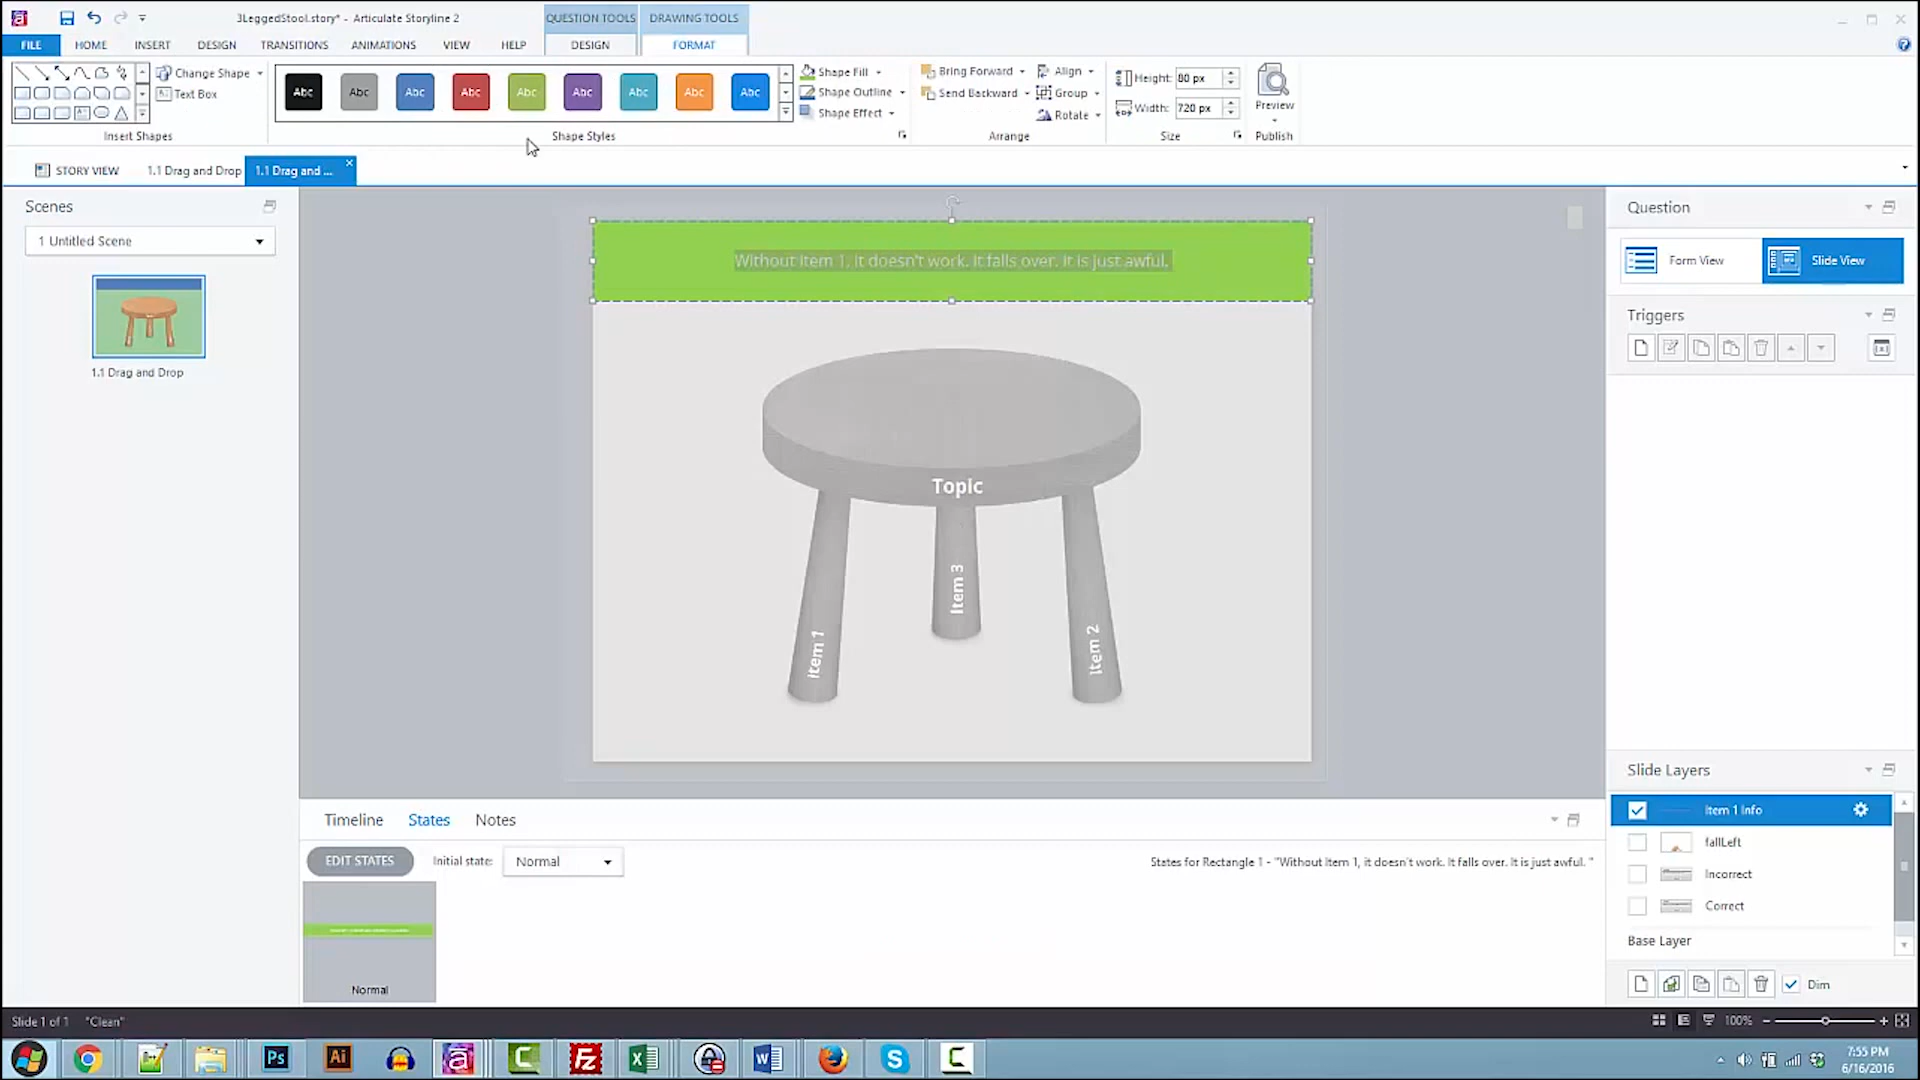 3LeggedStool.story* - Articulate Storyline 2
QUESTION TOOLS
DRAWING TOOLS
FILE
HOME
INSERT
DESIGN
TRANSITIONS
ANIMATIONS
VIEW
HELP
DESIGN
FORMAT
Change Shape
Text Box
Insert Shapes
Abc Abc Abc Abc Abc Abc Abc Abc Abc
Shape Styles
Shape Fill
Shape Outline
Shape Effect
Bring Forward
Send Backward
Align
Group
Rotate
Arrange
Height: 80 px
Width: 720 px
Size
Preview
Publish
STORY VIEW
1.1 Drag and Drop
1.1 Drag and ...
Scenes
1 Untitled Scene
1.1 Drag and Drop
Without Item 1, it doesn't work. It falls over. It is just awful.
Topic
Item 1
Item 3
Item 2
Question
Form View
Slide View
Triggers
Slide Layers
Item 1 Info
fallLeft
Incorrect
Correct
Base Layer
Dim
Timeline
States
Notes
EDIT STATES
Initial state:
Normal
States for Rectangle 1 - "Without Item 1, it doesn't work. It falls over. It is just awful. "
Normal
Slide 1 of 1
"Clean"
100%
Ps
Ai
7:55 PM
6/16/2016